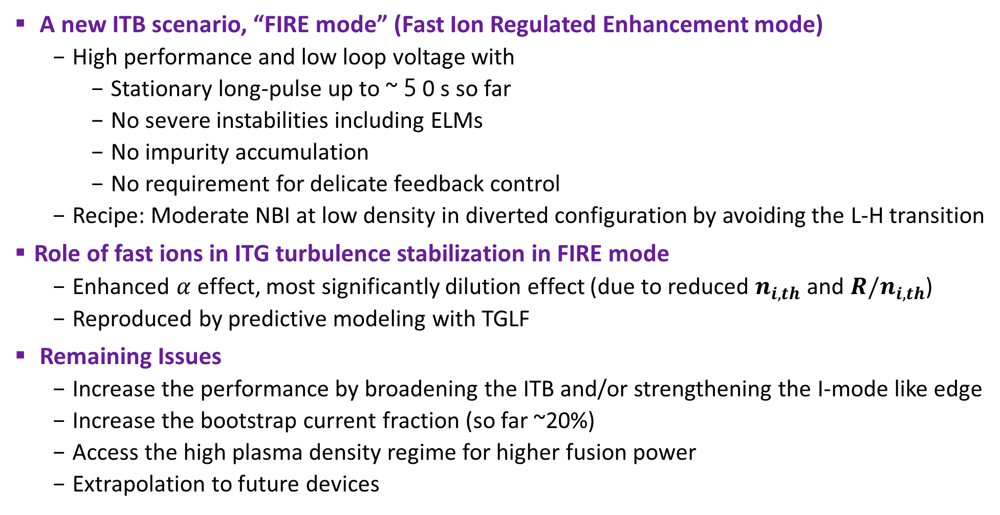 ▪ A new ITB scenario, “FIRE mode” (Fast Ion Regulated Enhancement mode)
− High performance and low loop voltage with
− Stationary long-pulse up to ~ 5 0 s so far
− No severe instabilities including ELMs
− No impurity accumulation
− No requirement for delicate feedback control
− Recipe: Moderate NBI at low density in diverted configuration by avoiding the L-H transition
▪ Role of fast ions in ITG turbulence stabilization in FIRE mode
− Enhanced α effect, most significantly dilution effect (due to reduced n_{i,th} and R/n_{i,th})
− Reproduced by predictive modeling with TGLF
▪ Remaining Issues
− Increase the performance by broadening the ITB and/or strengthening the I-mode like edge
− Increase the bootstrap current fraction (so far ~20%)
− Access the high plasma density regime for higher fusion power
− Extrapolation to future devices